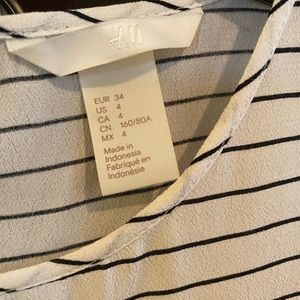 H&M
EUR 34
US 4
CA 4
CN 160/80A
MX 4
Made in
Indonesia
Fabriqué en
Indonésie